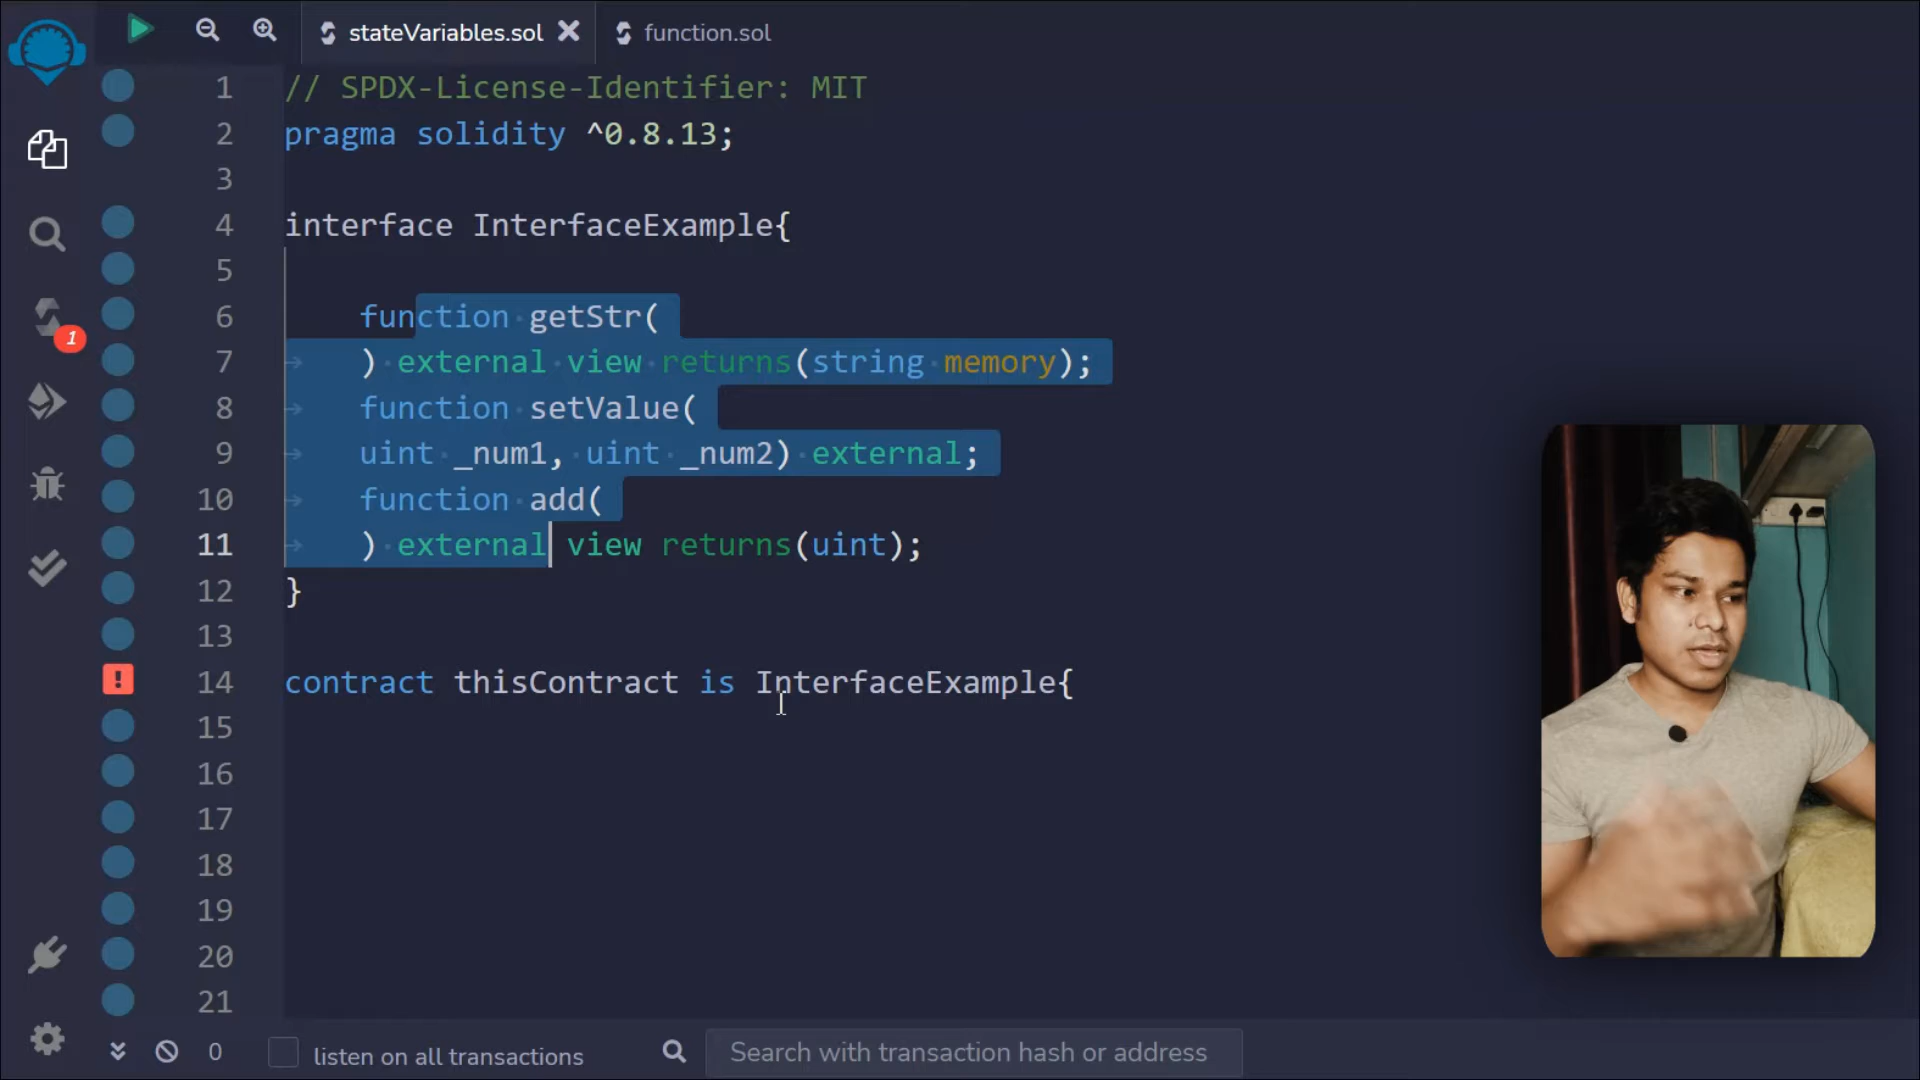 stateVariables.sol
function.sol
1 // SPDX-License-Identifier: MIT
2 pragma solidity ^0.8.13;
3
4 interface InterfaceExample{
5
6 function getStr(
7 ) external view returns(string memory);
8 function setValue(
9 uint _num1, uint _num2) external;
10 function add(
11 ) external view returns(uint);
12 }
13
14 contract thisContract is InterfaceExample{
15
16
17
18
19
20
21
1
!
0 listen on all transactions Search with transaction hash or address